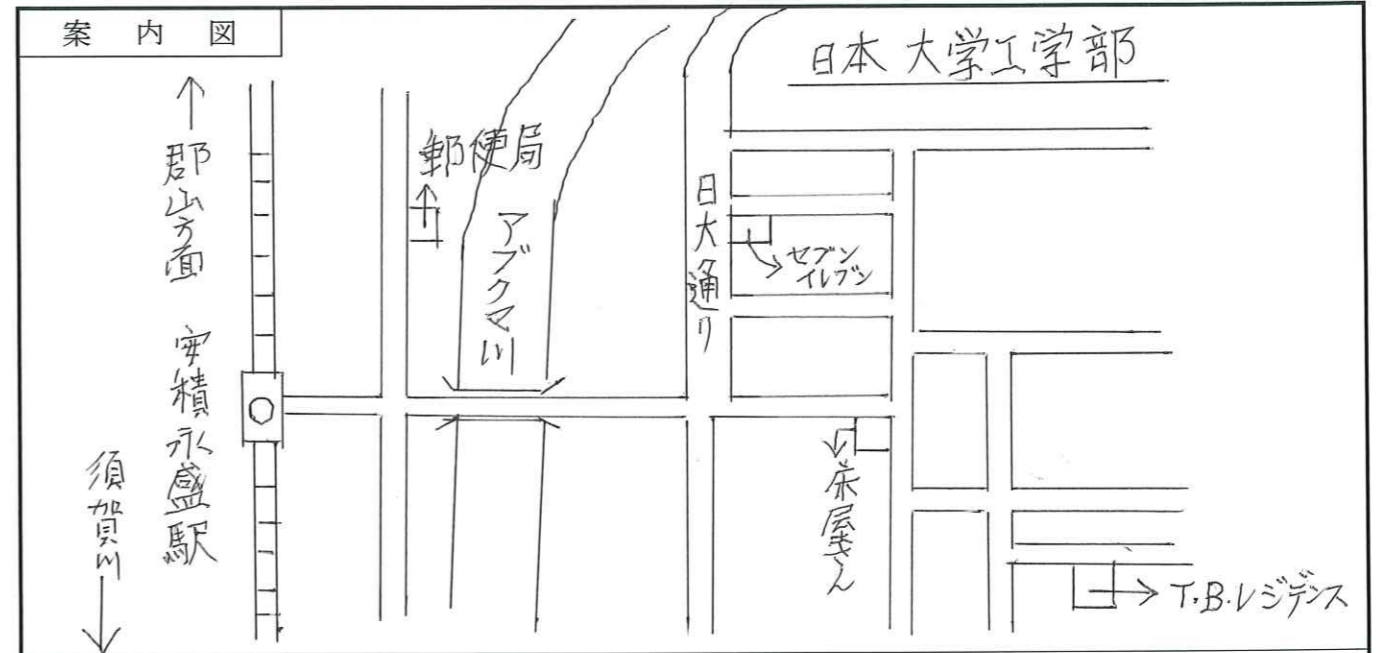 案内図
日本大学工学部
郵便局
↑郡山方面
日大通り
アブクマ川
セブン
イレブン
安積永盛駅
須賀川
床屋さん
T.B.レジデンス